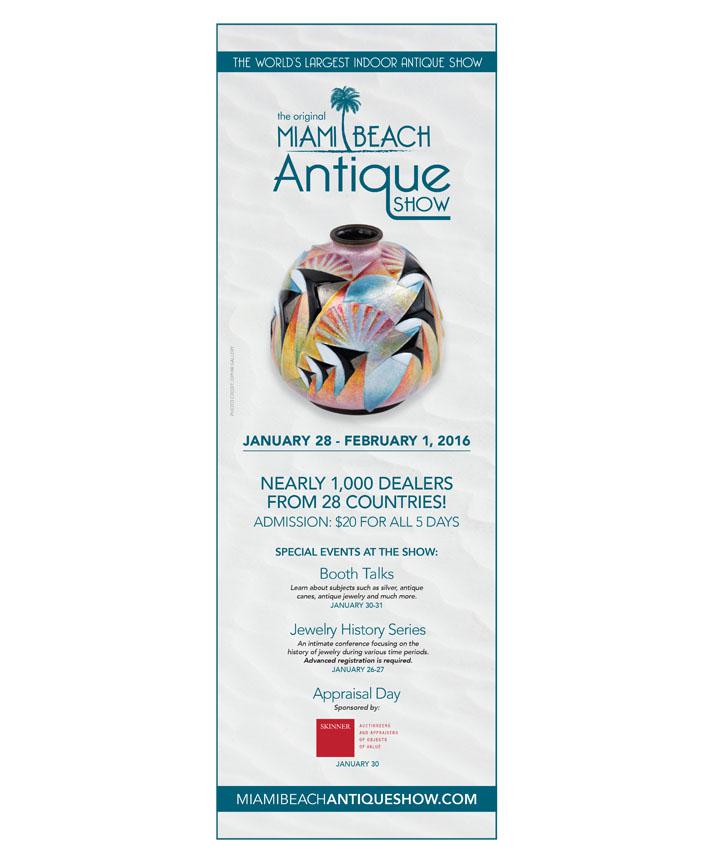 THE WORLD'S LARGEST INDOOR ANTIQUE SHOW
the original
MIAMI BEACH
Antique
SHOW
JANUARY 28 - FEBRUARY 1, 2016
NEARLY 1,000 DEALERS
FROM 28 COUNTRIES!
ADMISSION: $20 FOR ALL 5 DAYS
SPECIAL EVENTS AT THE SHOW:
Booth Talks
Learn about subjects such as silver, antique
canes, antique jewelry and much more.
JANUARY 30-31
Jewelry History Series
An intimate conference focusing on the
history of jewelry during various time periods.
Advanced registration is required.
JANUARY 26-27
Appraisal Day
Sponsored by:
SKINNER
AUCTIONEERS
AND APPRAISERS
OF OBJECTS
OF VALUE
JANUARY 30
MIAMIBEACHANTIQUESHOW.COM
PHOTO CREDIT: GALLERY